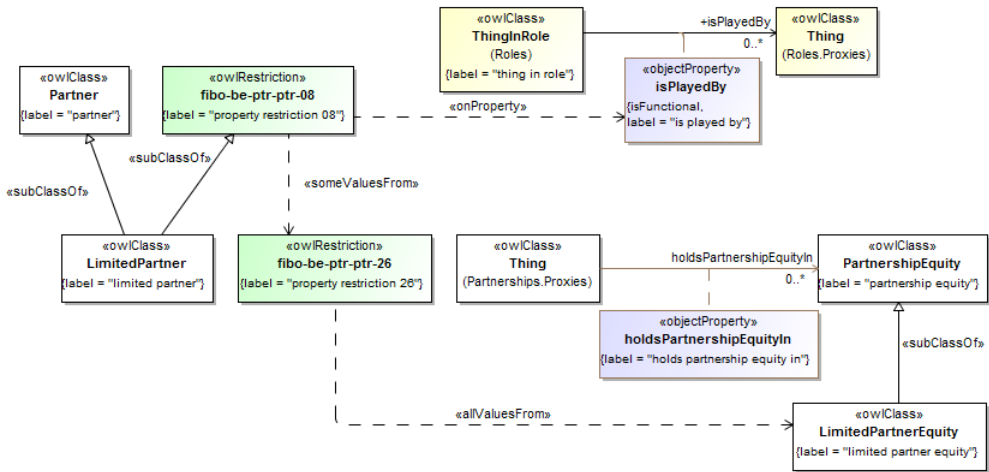 «owlClass»
ThingInRole
(Roles)
{label = "thing in role"}
+isPlayedBy
0..*
«owlClass»
Thing
(Roles.Proxies)
«owlClass»
Partner
{label = "partner"}
«owlRestriction»
fibo-be-ptr-ptr-08
{label = "property restriction 08"}
«onProperty»
«objectProperty»
isPlayedBy
{isFunctional,
label = "is played by"}
«subClassOf»
«subClassOf»
«someValuesFrom»
«owlClass»
LimitedPartner
{label = "limited partner"}
«owlRestriction»
fibo-be-ptr-ptr-26
{label = "property restriction 26"}
«owlClass»
Thing
(Partnerships.Proxies)
holdsPartnershipEquityIn
0..*
«owlClass»
PartnershipEquity
{label = "partnership equity"}
«objectProperty»
holdsPartnershipEquityIn
{label = "holds partnership equity in"}
«subClassOf»
«allValuesFrom»
«owlClass»
LimitedPartnerEquity
{label = "limited partner equity"}